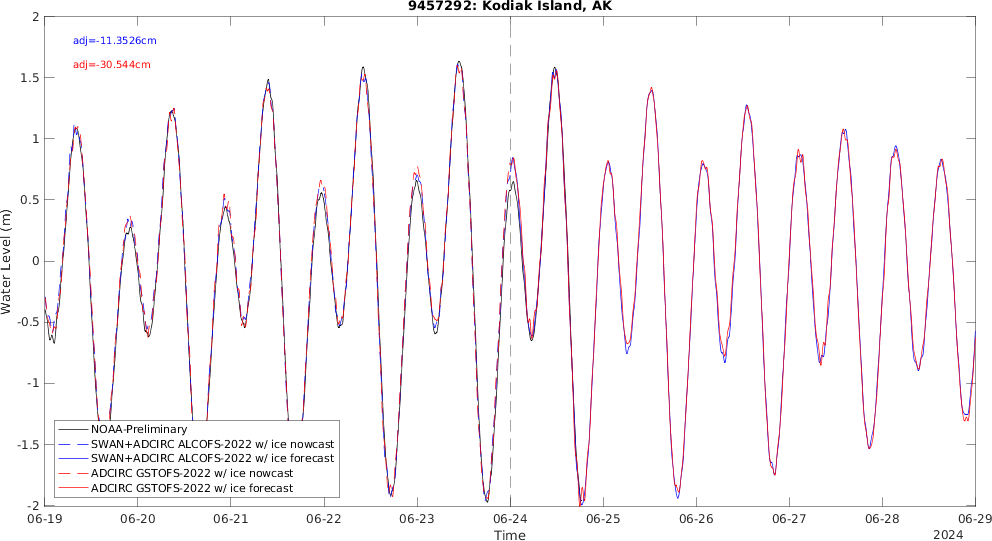 9457292: Kodiak Island, AK
adj=-11.3526cm
adj=-30.544cm
Water Level (m)
2
1.5
1
0.5
0
-0.5
-1
-1.5
-2
NOAA-Preliminary
SWAN+ADCIRC ALCOFS-2022 w/ ice nowcast
SWAN+ADCIRC ALCOFS-2022 w/ ice forecast
ADCIRC GSTOFS-2022 w/ ice nowcast
ADCIRC GSTOFS-2022 w/ ice forecast
06-19 06-20 06-21 06-22 06-23 06-24 06-25 06-26 06-27 06-28 06-29
Time
2024